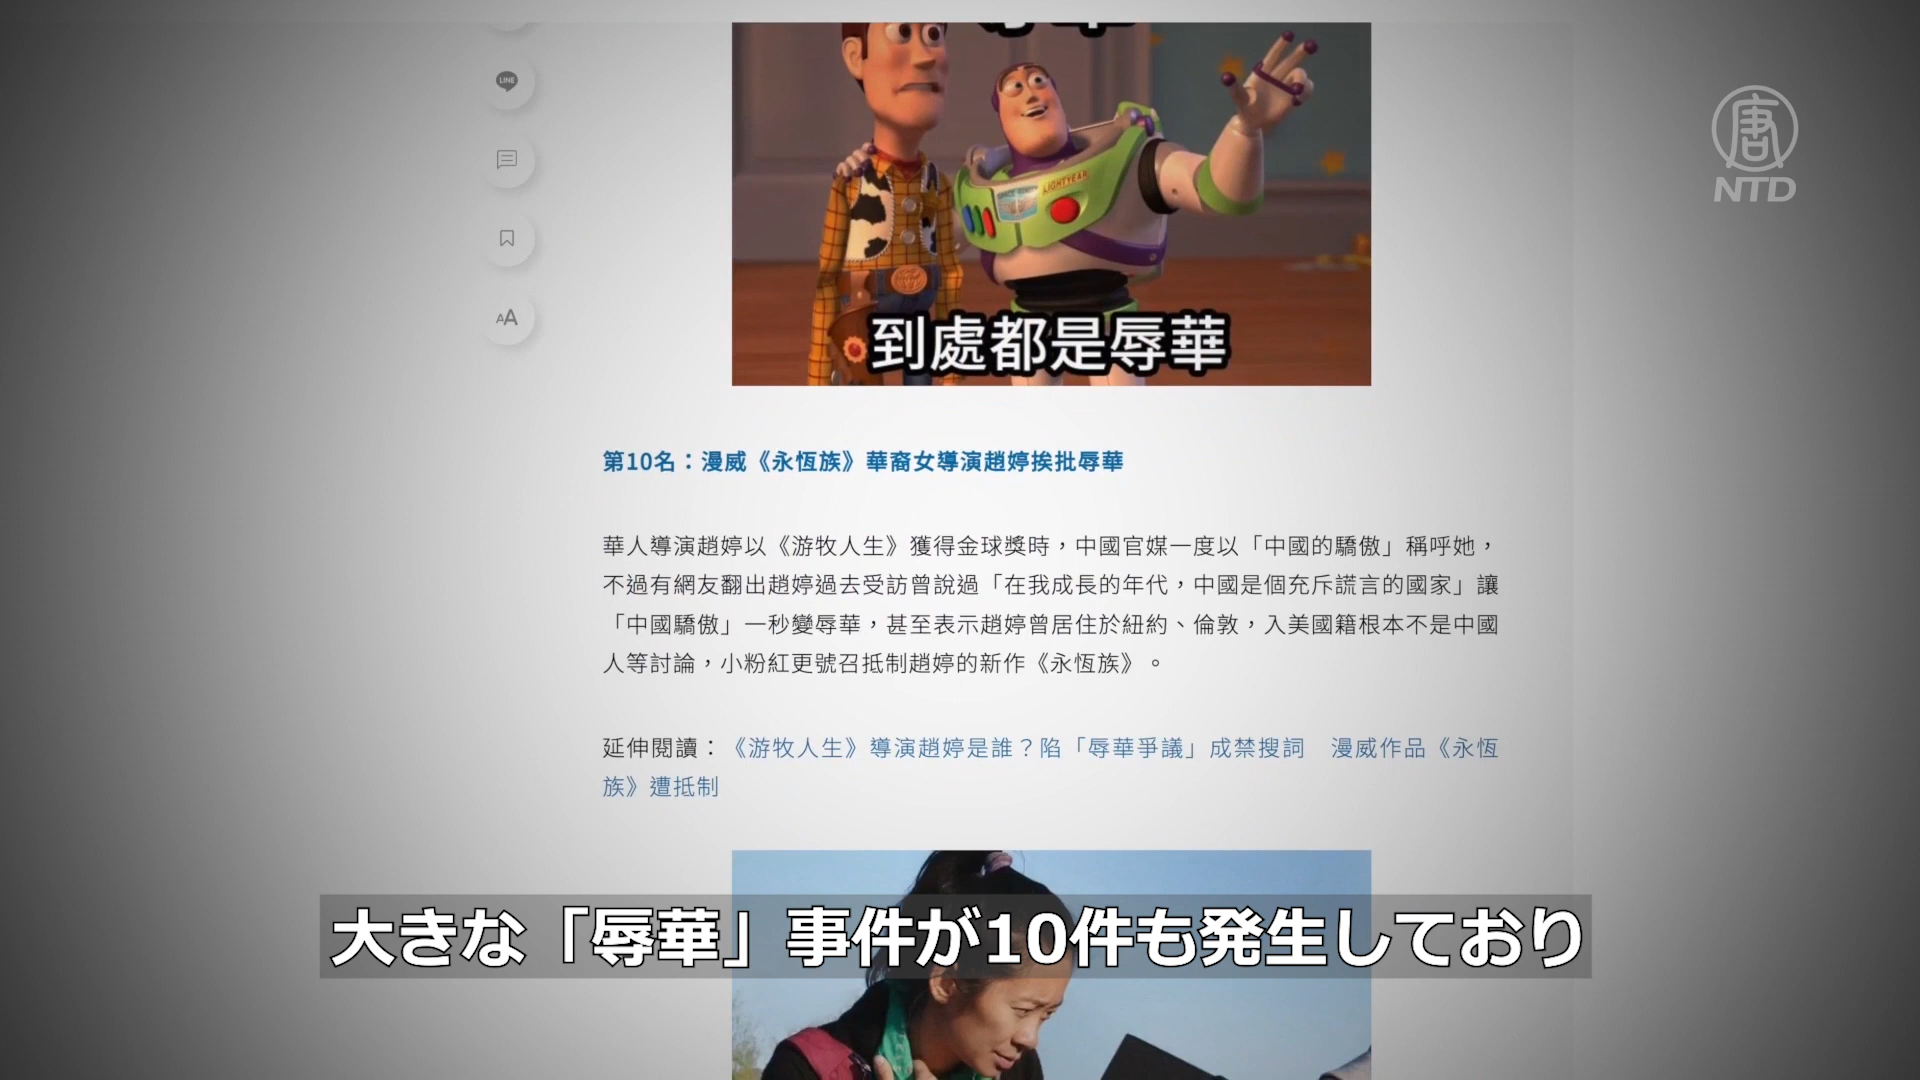 LINE
SPACE RANGER
LIGHTYEAR
到處都是辱華
唐
NTD
AA
第10名：漫威《永恆族》華裔女導演趙婷挨批辱華
華人導演趙婷以《游牧人生》獲得金球獎時，中國官媒一度以「中國的驕傲」稱呼她，
不過有網友翻出趙婷過去受訪曾說過「在我成長的年代，中國是個充斥謊言的國家」讓
「中國驕傲」一秒變辱華，甚至表示趙婷曾居住於紐約、倫敦，入美國籍根本不是中國
人等討論，小粉紅更號召抵制趙婷的新作《永恆族》。
延伸閱讀：《游牧人生》導演趙婷是誰？陷「辱華爭議」成禁搜詞　漫威作品《永恆
族》遭抵制
大きな「辱華」事件が10件も発生しており